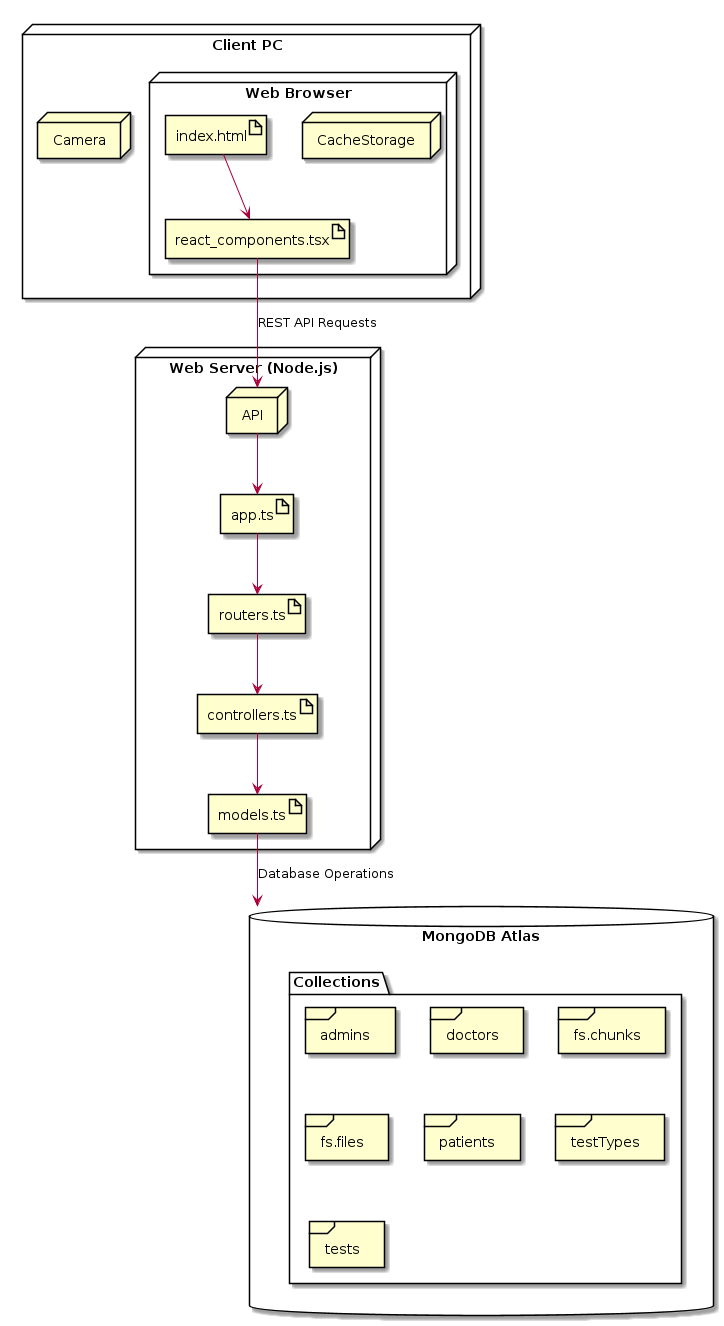 Client PC
Web Browser
Camera
index.html
CacheStorage
react_components.tsx
REST API Requests
Web Server (Node.js)
API
app.ts
routers.ts
controllers.ts
models.ts
Database Operations
MongoDB Atlas
Collections
admins
doctors
fs.chunks
fs.files
patients
testTypes
tests